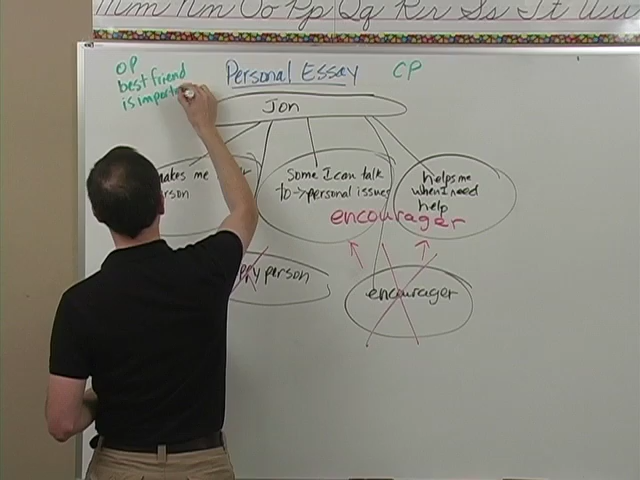 Mm Nn Oo Pp Qq Rr Ss Tt Uu
OP
best friend
is import
Personal Essay
CP
Jon
makes me
Some I can talk
to → personal issues
helps me
when I need
help
encourager
person
encourager